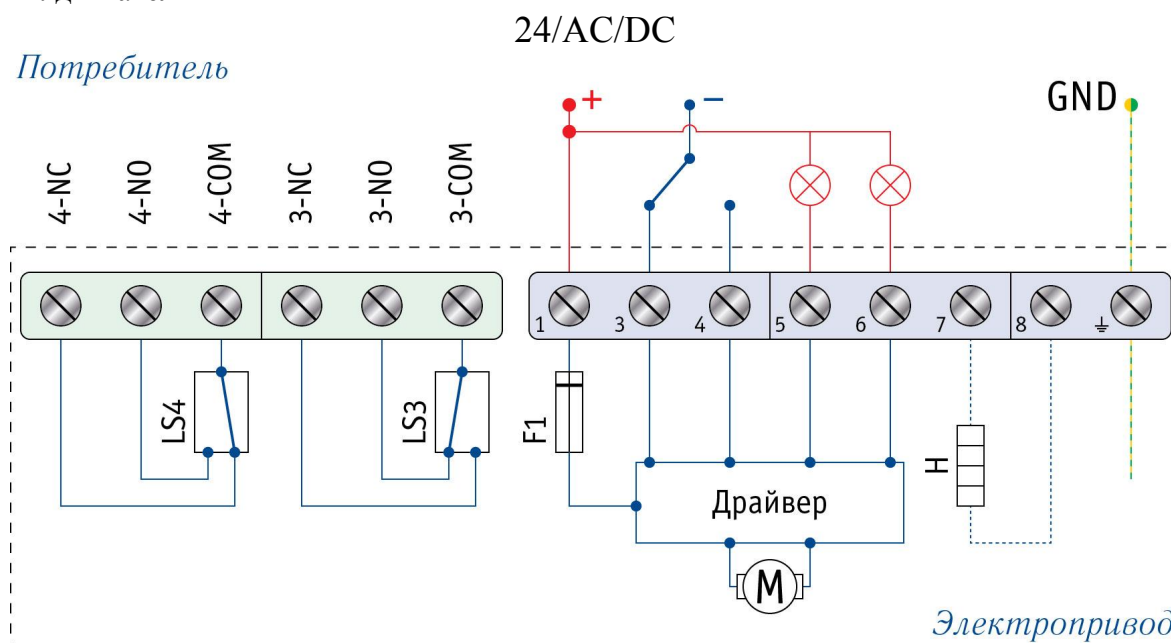 24/AC/DC
Потребитель
+ −
GND
4-NC
4-NO
4-COM
3-NC
3-NO
3-COM
1 3 4 5 6 7 8
LS4
LS3
F1
H
Драйвер
M
Электропривод